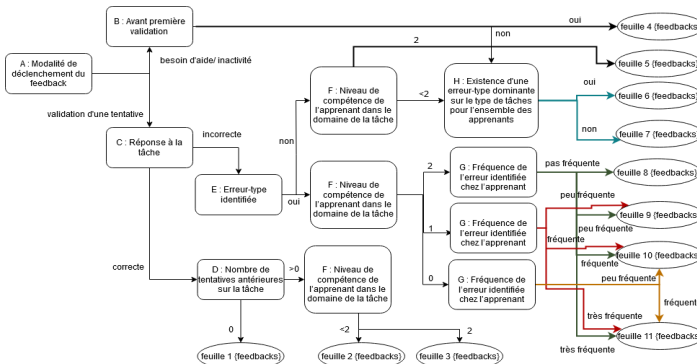 B : Avant première
validation
oui
feuille 4 {feedbacks}
non
2
feuille 5 {feedbacks}
A : Modalité de
déclenchement du
feedback
besoin d'aide/ inactivité
F : Niveau de
compétence de
l'apprenant dans le
domaine de la tâche
<2
H : Existence d'une
erreur-type dominante
sur le type de tâches
pour l'ensemble des
apprenants
oui
feuille 6 {feedbacks}
non
feuille 7 {feedbacks}
validation d'une tentative
C : Réponse à la
tâche
incorrecte
non
E : Erreur-type
identifiée
oui
F : Niveau de
compétence de
l'apprenant dans le
domaine de la tâche
2
G : Fréquence de
l'erreur identifiée
chez l'apprenant
pas fréquente
feuille 8 {feedbacks}
peu fréquente
1
G : Fréquence de
l'erreur identifiée
chez l'apprenant
feuille 9 {feedbacks}
peu fréquente
fréquente
feuille 10 {feedbacks}
fréquente
0
G : Fréquence de
l'erreur identifiée
chez l'apprenant
peu fréquente
fréquent
très fréquente
feuille 11 {feedbacks}
très fréquente
correcte
D : Nombre de
tentatives antérieures
sur la tâche
>0
F : Niveau de
compétence de
l'apprenant dans le
domaine de la tâche
0
<2
2
feuille 1 {feedbacks}
feuille 2 {feedbacks}
feuille 3 {feedbacks}